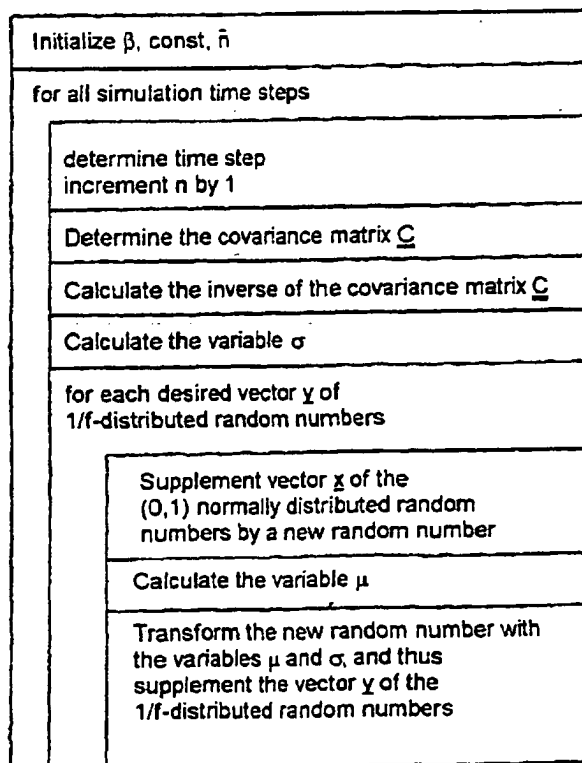 Initialize β, const, n̄
for all simulation time steps
determine time step
increment n by 1
Determine the covariance matrix C
Calculate the inverse of the covariance matrix C
Calculate the variable σ
for each desired vector y of
1/f-distributed random numbers
Supplement vector x of the
(0,1) normally distributed random
numbers by a new random number
Calculate the variable μ
Transform the new random number with
the variables μ and σ, and thus
supplement the vector y of the
1/f-distributed random numbers